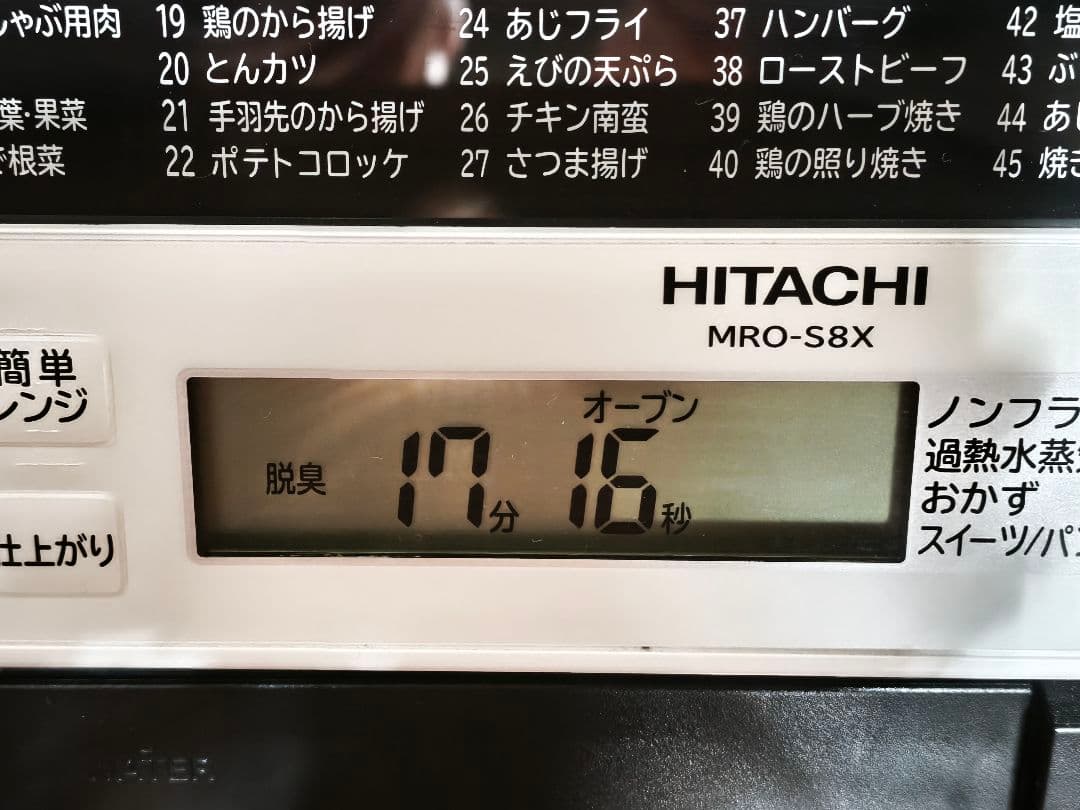 しゃぶ用肉 19 鶏のから揚げ 24 あじフライ 37 ハンバーグ 42 塩
20 とんカツ 25 えびの天ぷら 38 ローストビーフ 43 ぶ
葉・果菜 21 手羽先のから揚げ 26 チキン南蛮 39 鶏のハーブ焼き 44 あ
根菜 22 ポテトコロッケ 27 さつま揚げ 40 鶏の照り焼き 45 焼き
HITACHI
MRO-S8X
簡単
レンジ
仕上がり
オーブン
脱臭 17分 16秒
ノンフラ
過熱水蒸気
おかず
スイーツ/パン